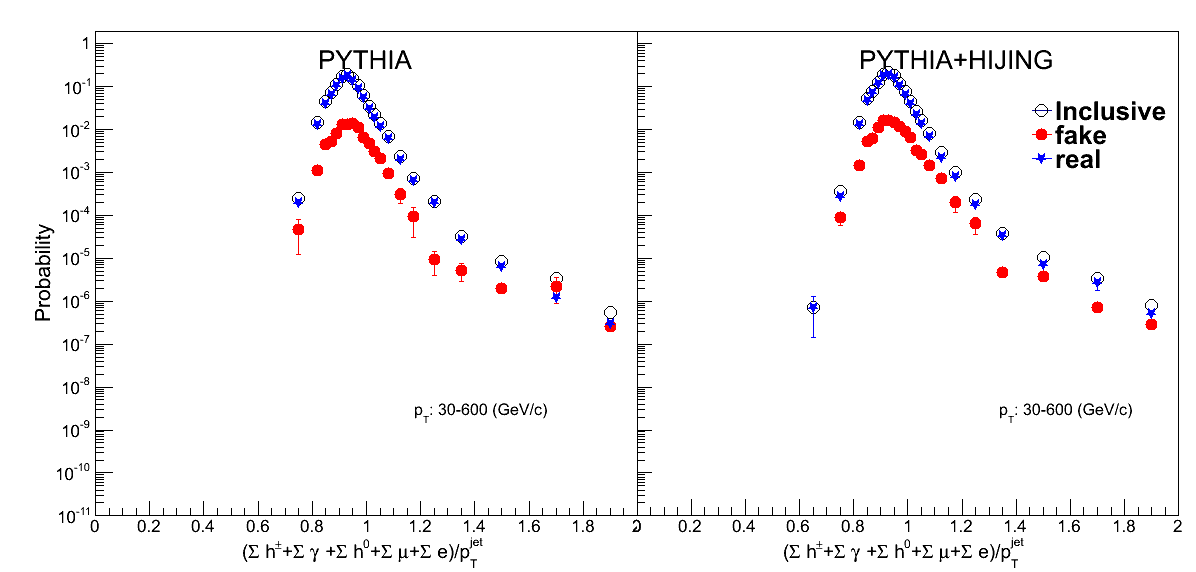 PYTHIA
PYTHIA+HIJING
Inclusive
fake
real
Probability
1
10⁻¹
10⁻²
10⁻³
10⁻⁴
10⁻⁵
10⁻⁶
10⁻⁷
10⁻⁸
10⁻⁹
10⁻¹⁰
10⁻¹¹
p_T: 30-600 (GeV/c)
p_T: 30-600 (GeV/c)
0 0.2 0.4 0.6 0.8 1 1.2 1.4 1.6 1.8 2
0.2 0.4 0.6 0.8 1 1.2 1.4 1.6 1.8 2
(Σ h^±+Σ γ +Σ h^0+Σ μ+Σ e)/p_T^jet
(Σ h^±+Σ γ +Σ h^0+Σ μ+Σ e)/p_T^jet